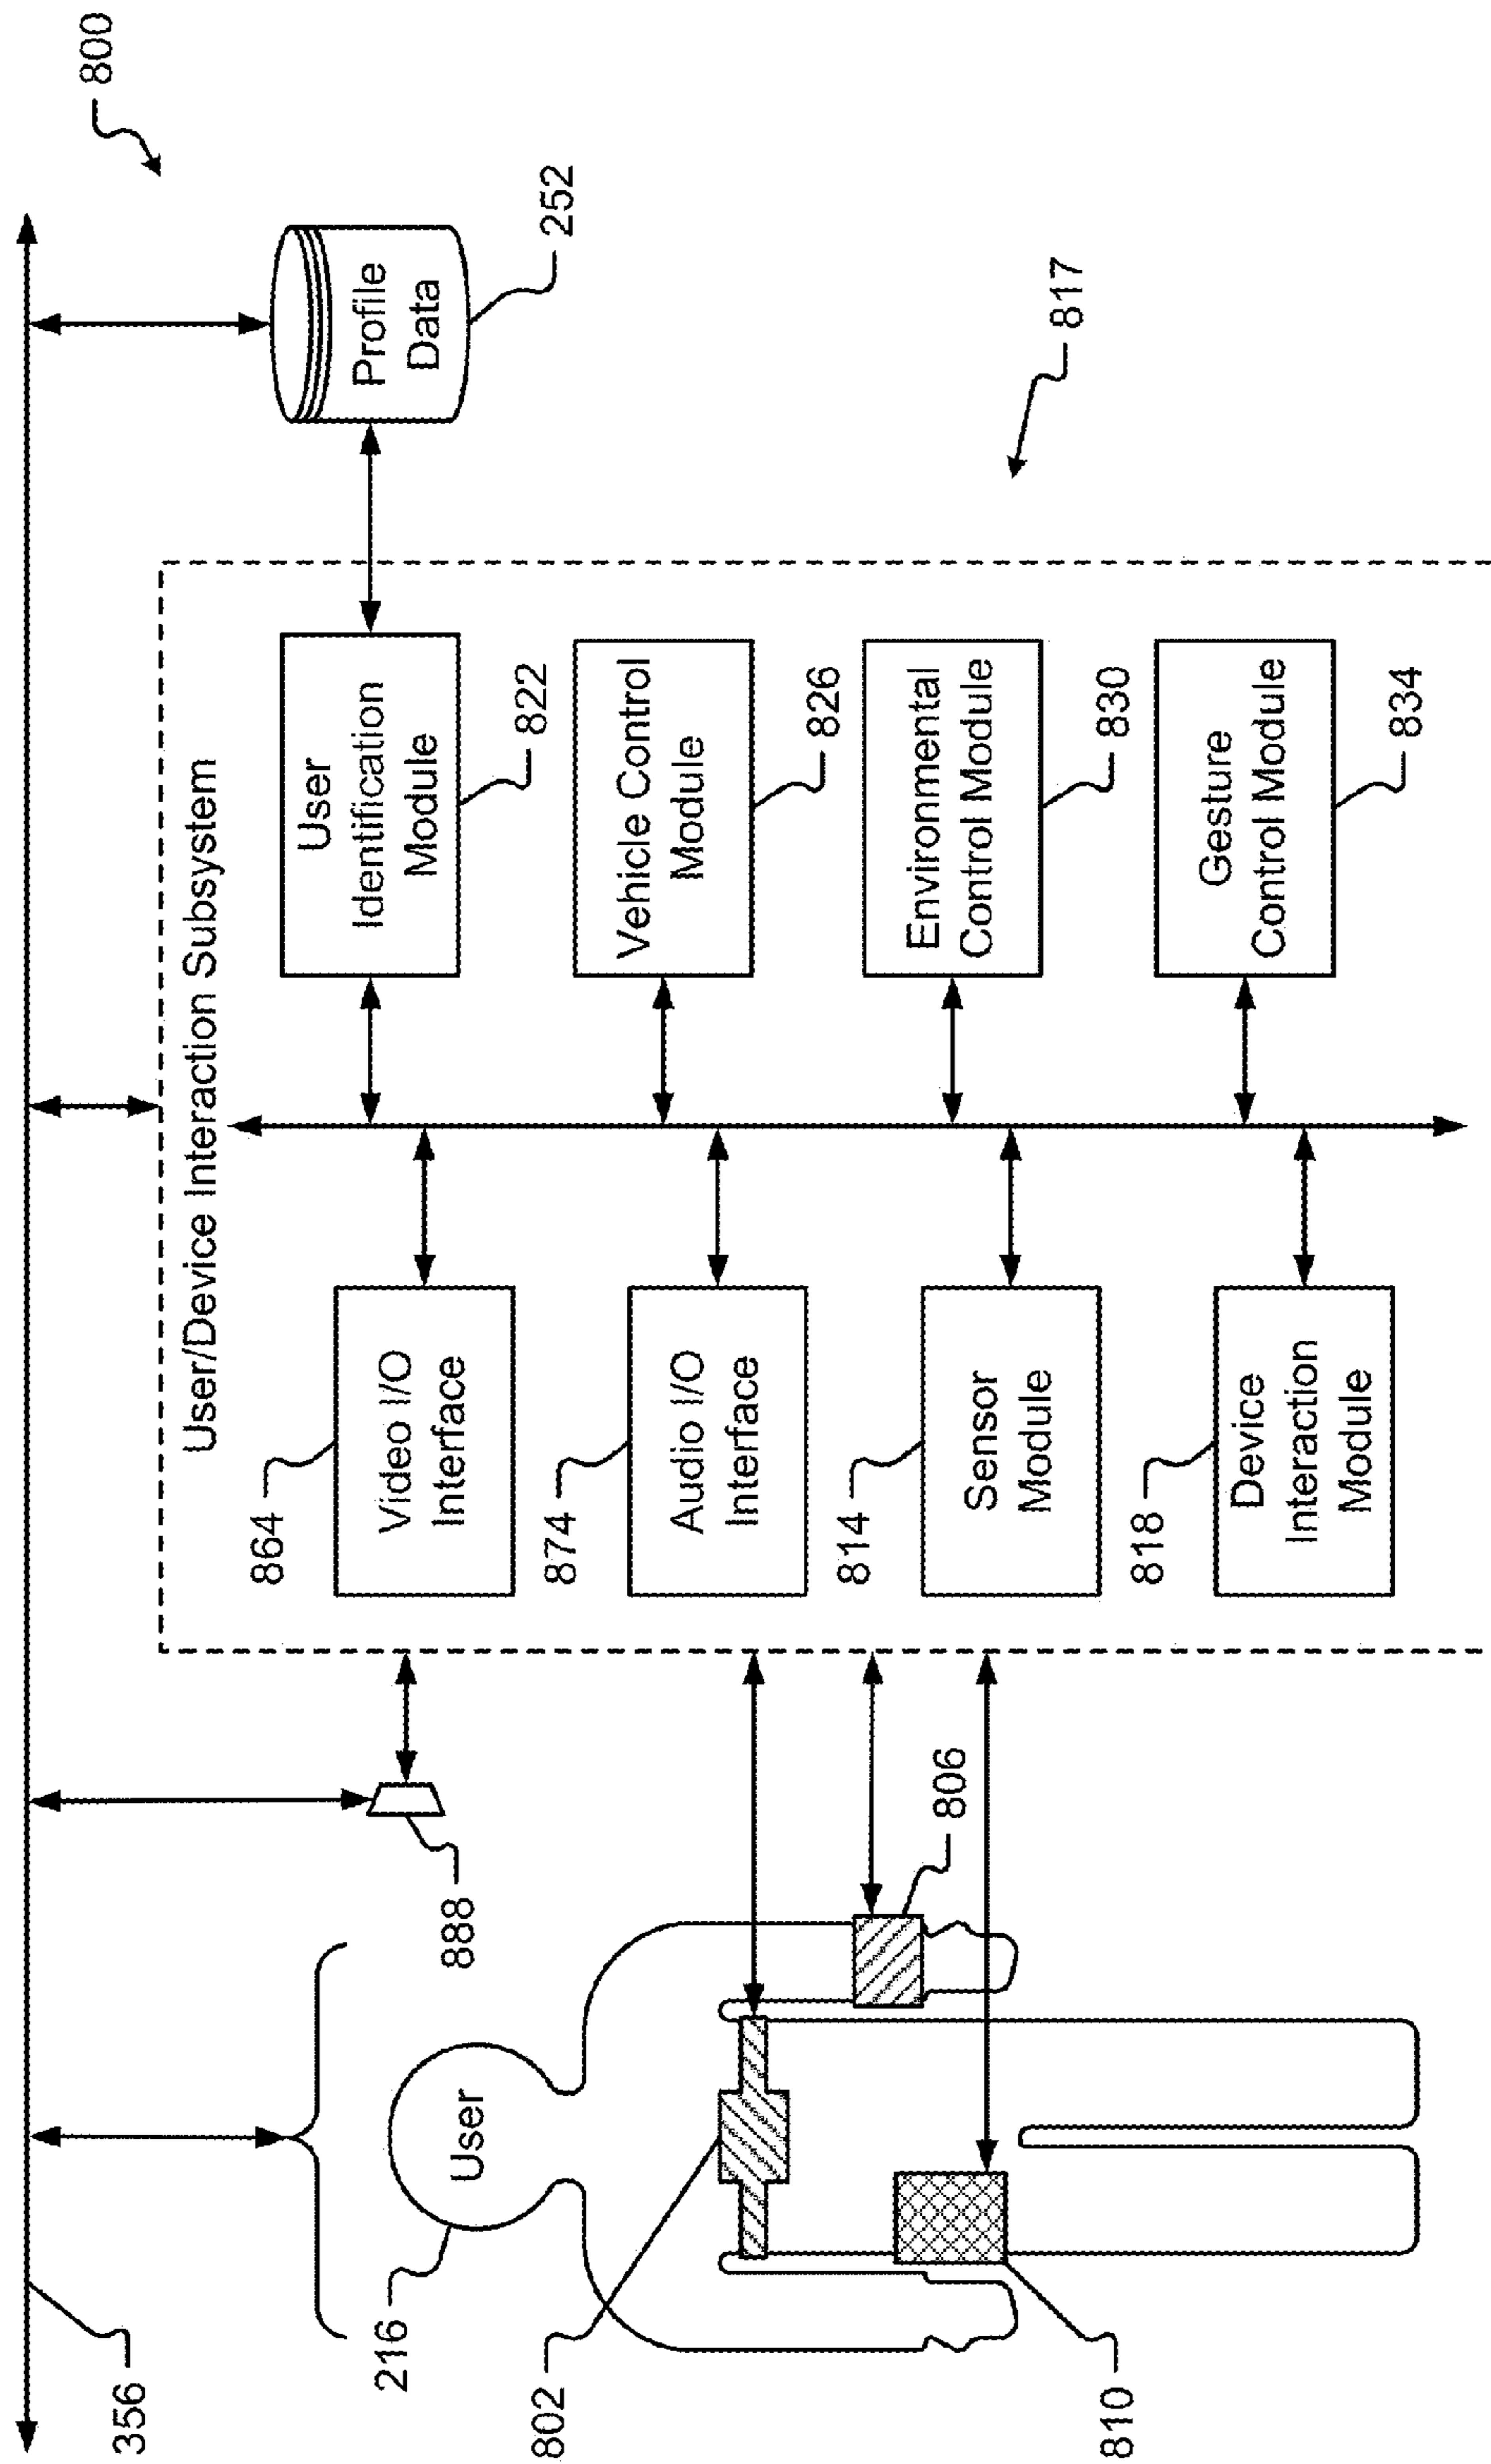 800
356
Profile
Data
252
817
User/Device Interaction Subsystem
888
216
User
802
806
810
864
Video I/O
Interface
874
Audio I/O
Interface
814
Sensor
Module
818
Device
Interaction
Module
User
Identification
Module
822
Vehicle Control
Module
826
Environmental
Control Module
830
Gesture
Control Module
834